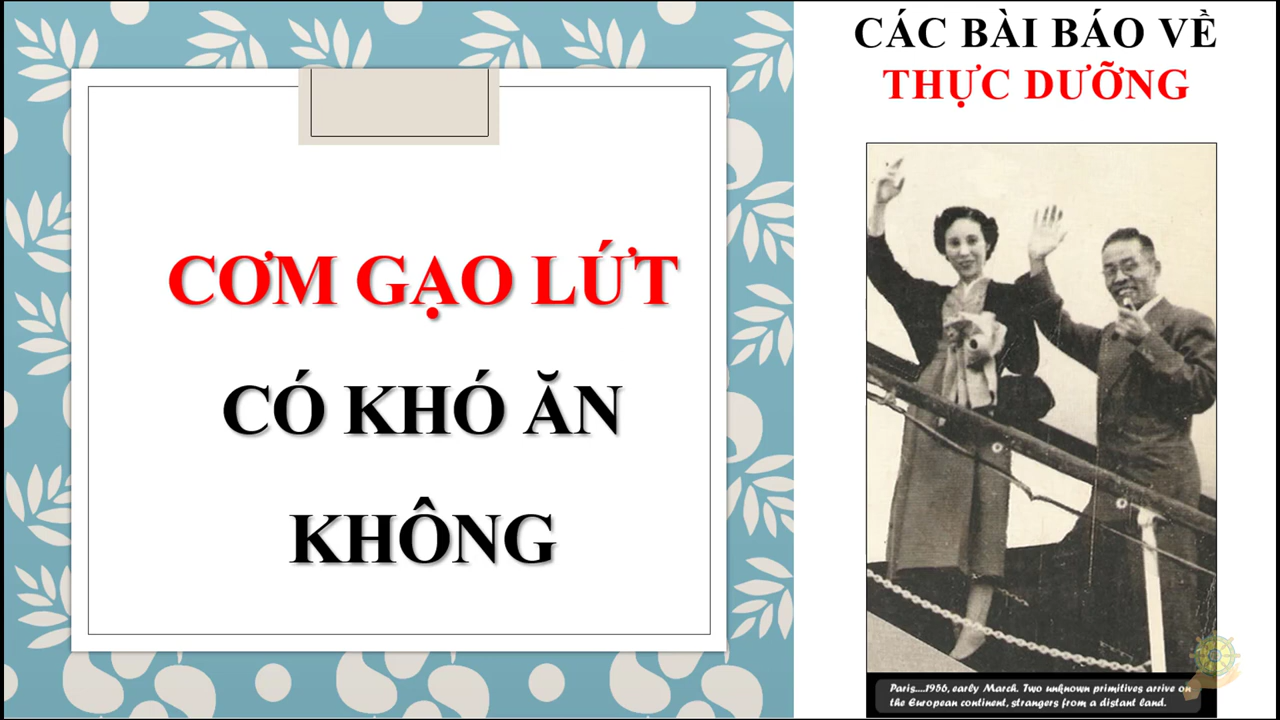 CƠM GẠO LỨT
CÓ KHÓ ĂN
KHÔNG
CÁC BÀI BÁO VỀ
THỰC DƯỠNG
Paris....1956, early March. Two unknown primitives arrive on
the European continent, strangers from a distant land.